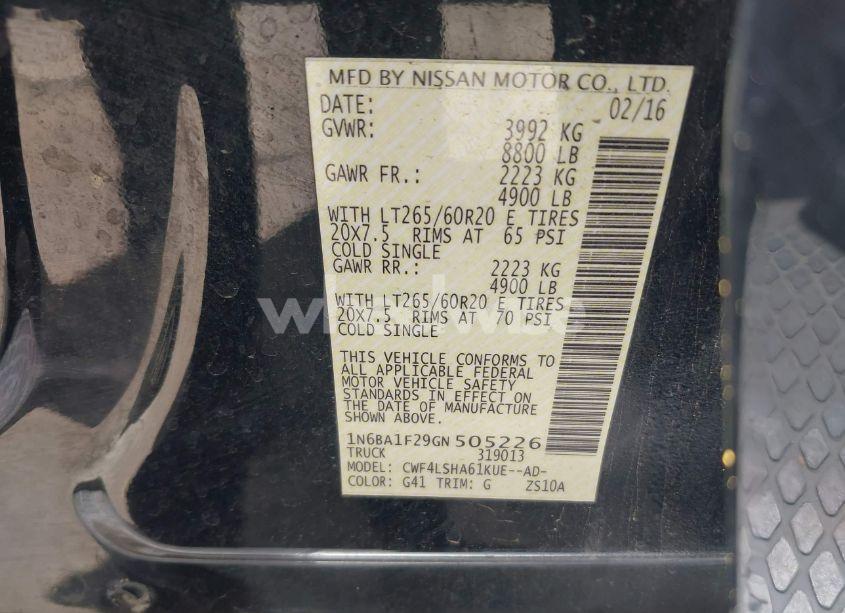 MFD BY NISSAN MOTOR CO., LTD.
DATE: 02/16
GVWR: 3992 KG
8800 LB
GAWR FR.: 2223 KG
4900 LB
WITH LT265/60R20 E TIRES
20X7.5 RIMS AT 65 PSI
COLD SINGLE
GAWR RR.: 2223 KG
4900 LB
WITH LT265/60R20 E TIRES
20X7.5 RIMS AT 70 PSI
COLD SINGLE
THIS VEHICLE CONFORMS TO
ALL APPLICABLE FEDERAL
MOTOR VEHICLE SAFETY
STANDARDS IN EFFECT ON
THE DATE OF MANUFACTURE
SHOWN ABOVE.
1N6BA1F29GN505226
TRUCK 319013
MODEL: CWF4LSHA61KUE--AD-
COLOR: G41 TRIM: G ZS10A